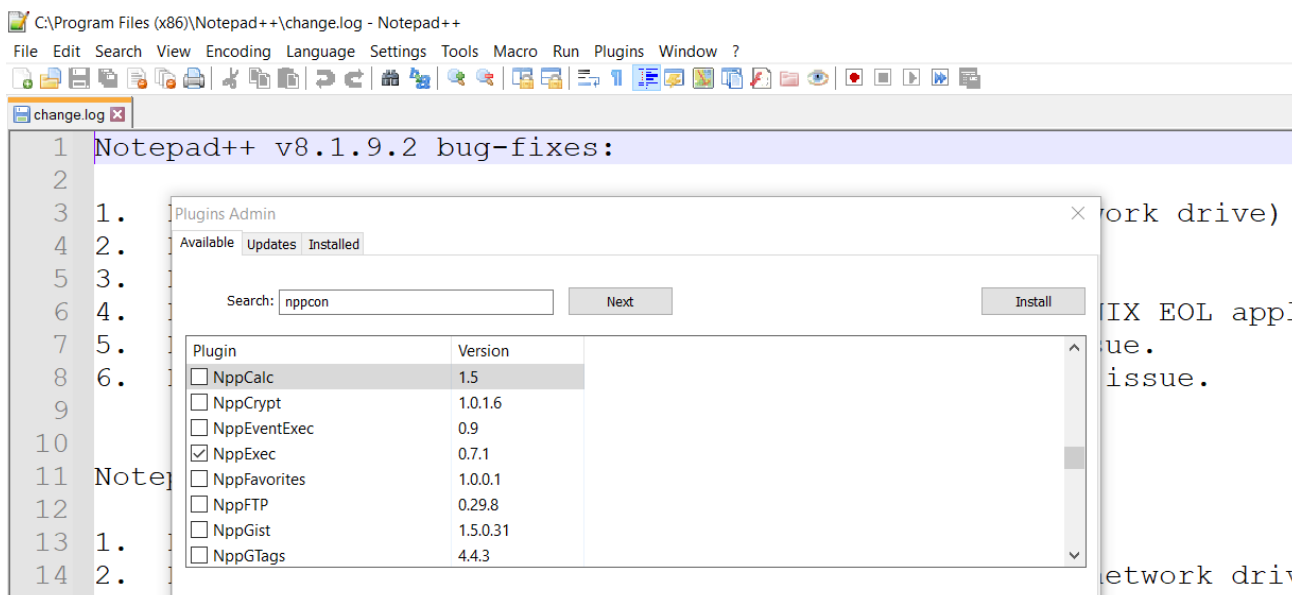 C:\Program Files (x86)\Notepad++\change.log - Notepad++
File Edit Search View Encoding Language Settings Tools Macro Run Plugins Window ?
change.log
1 Notepad++ v8.1.9.2 bug-fixes:
2
3 1. ork drive)
4 2.
5 3.
6 4. IX EOL appl
7 5. ue.
8 6. issue.
9
10
11 Notep
12
13 1.
14 2. etwork driv
Plugins Admin
Available Updates Installed
Search: nppcon Next Install
Plugin Version
NppCalc 1.5
NppCrypt 1.0.1.6
NppEventExec 0.9
NppExec 0.7.1
NppFavorites 1.0.0.1
NppFTP 0.29.8
NppGist 1.5.0.31
NppGTags 4.4.3